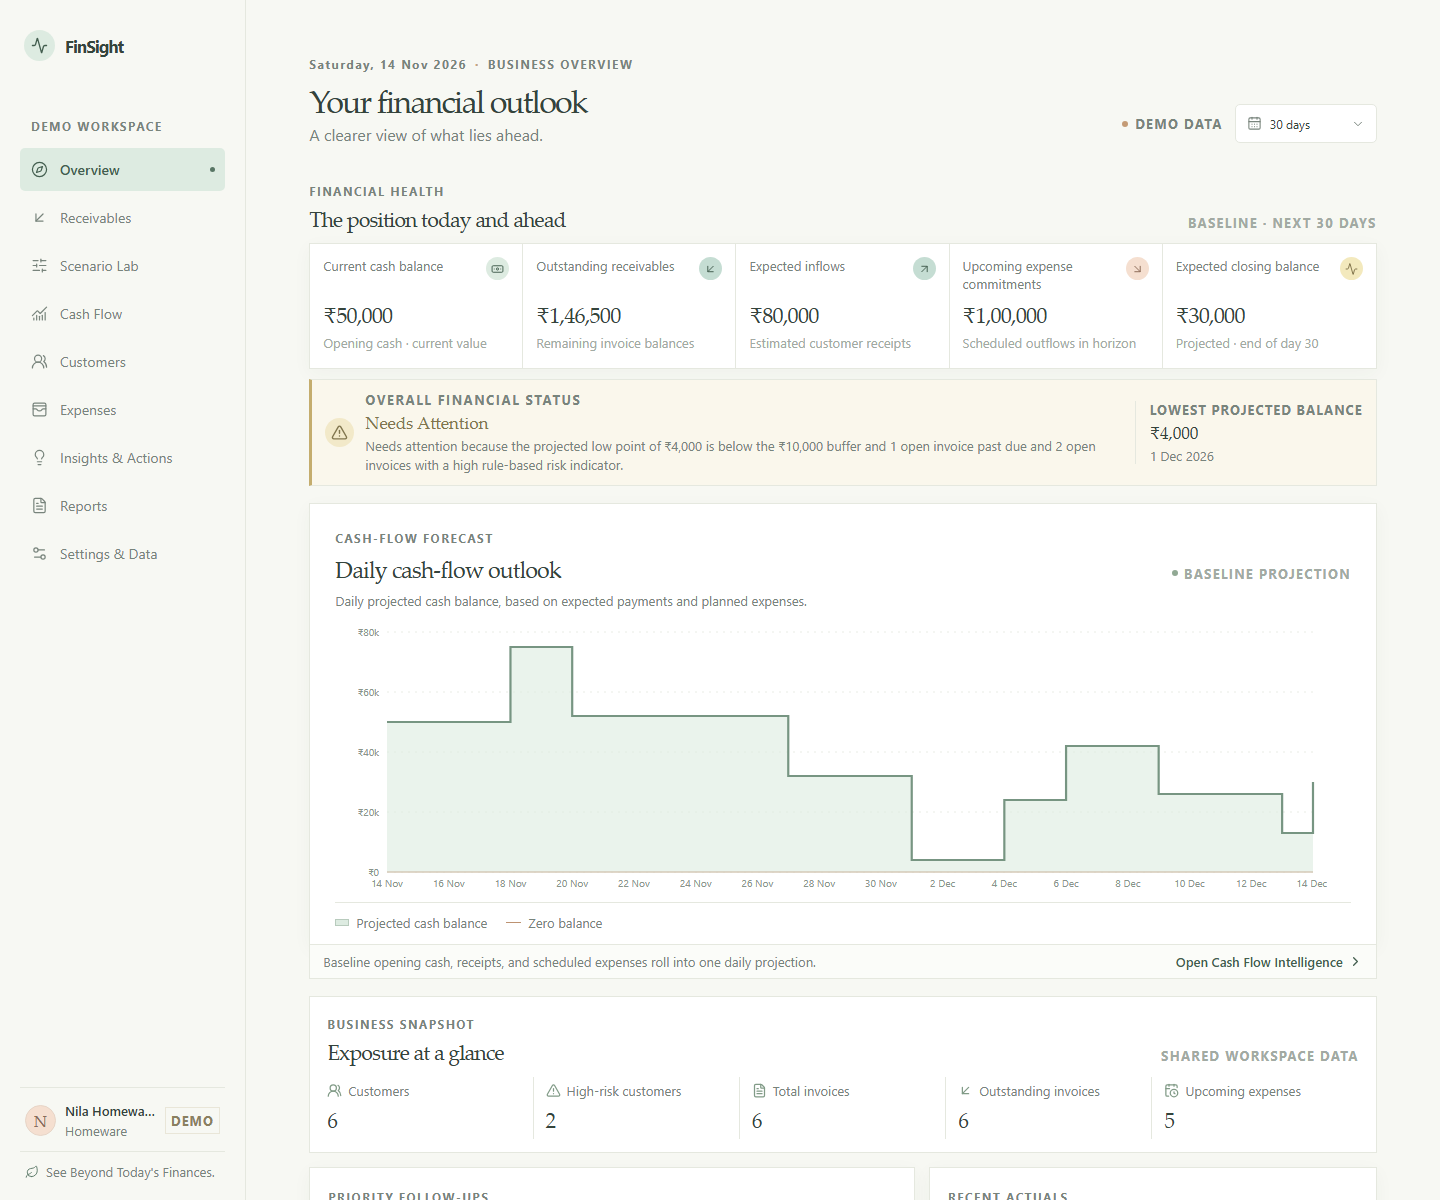 FinSight
DEMO WORKSPACE
Overview
Receivables
Scenario Lab
Cash Flow
Customers
Expenses
Insights & Actions
Reports
Settings & Data
N
Nila Homewa...
Homeware
DEMO
See Beyond Today's Finances.
Saturday, 14 Nov 2026 · BUSINESS OVERVIEW
Your financial outlook
A clearer view of what lies ahead.
DEMO DATA
30 days
FINANCIAL HEALTH
The position today and ahead
BASELINE · NEXT 30 DAYS
Current cash balance
₹50,000
Opening cash · current value
Outstanding receivables
₹1,46,500
Remaining invoice balances
Expected inflows
₹80,000
Estimated customer receipts
Upcoming expense
commitments
₹1,00,000
Scheduled outflows in horizon
Expected closing balance
₹30,000
Projected · end of day 30
OVERALL FINANCIAL STATUS
Needs Attention
Needs attention because the projected low point of ₹4,000 is below the ₹10,000 buffer and 1 open invoice past due and 2 open
invoices with a high rule-based risk indicator.
LOWEST PROJECTED BALANCE
₹4,000
1 Dec 2026
CASH-FLOW FORECAST
Daily cash-flow outlook
BASELINE PROJECTION
Daily projected cash balance, based on expected payments and planned expenses.
₹80k
₹60k
₹40k
₹20k
₹0
14 Nov 16 Nov 18 Nov 20 Nov 22 Nov 24 Nov 26 Nov 28 Nov 30 Nov 2 Dec 4 Dec 6 Dec 8 Dec 10 Dec 12 Dec 14 Dec
Projected cash balance Zero balance
Baseline opening cash, receipts, and scheduled expenses roll into one daily projection.
Open Cash Flow Intelligence
BUSINESS SNAPSHOT
Exposure at a glance
SHARED WORKSPACE DATA
Customers
6
High-risk customers
2
Total invoices
6
Outstanding invoices
6
Upcoming expenses
5
PRIORITY FOLLOW-UPS
RECENT ACTUALS